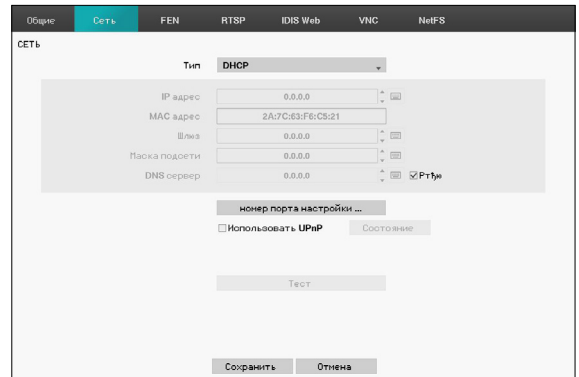 Общие Сеть FEN RTSP IDIS Web VNC NetFS
СЕТЬ
Тип DHCP
IP адрес 0.0.0.0
MAC адрес 2A:7C:63:F6:C5:21
Шлюз 0.0.0.0
Маска подсети 0.0.0.0
DNS сервер 0.0.0.0
номер порта настройки ...
Использовать UPnP Состояние
Тест
Сохранить Отмена